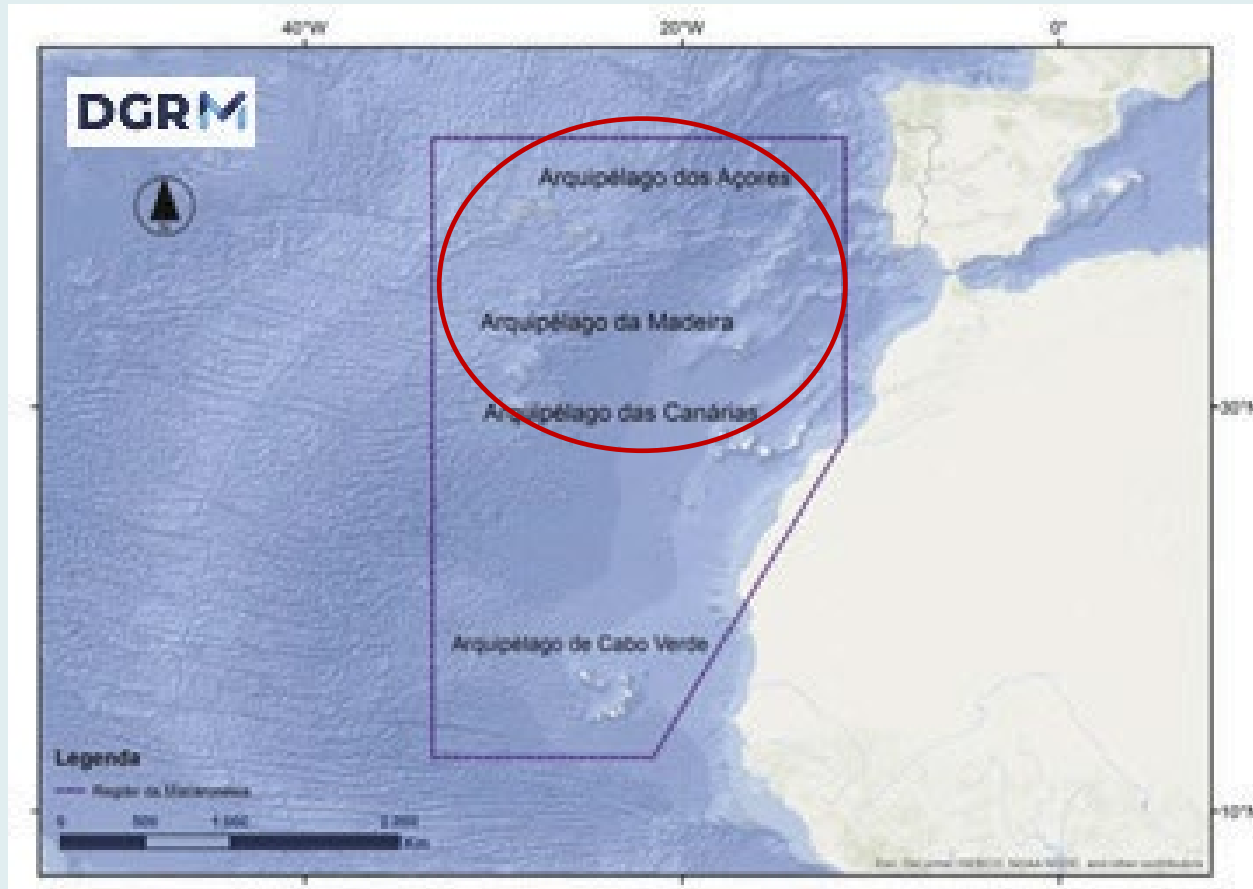 40°W 20°W 0°
DGRM
Arquipélago dos Açores
Arquipélago da Madeira
Arquipélago das Canárias
30°N
Arquipélago de Cabo Verde
Legenda
Região da Macaronésia
0 500 1.000 2.000
Km
10°N